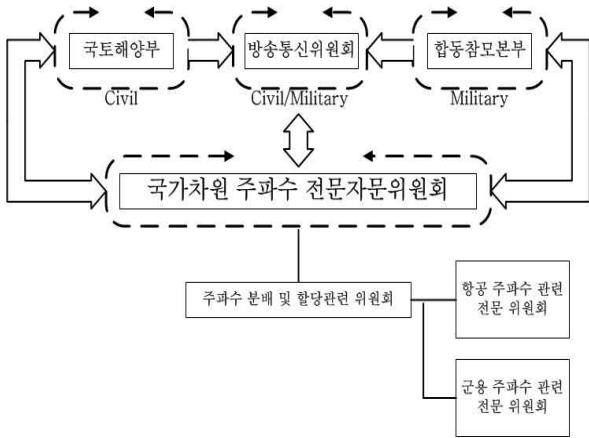 국토해양부
방송통신위원회
합동참모본부
Civil
Civil/Military
Military
국가차원 주파수 전문자문위원회
주파수 분배 및 할당관련 위원회
항공 주파수 관련
전문 위원회
군용 주파수 관련
전문 위원회